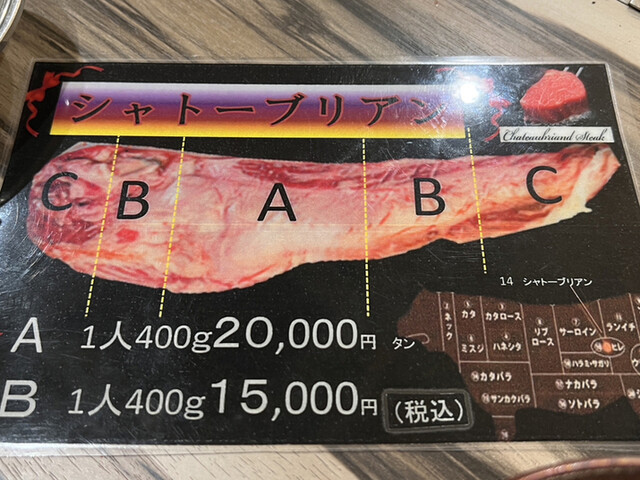 シャトーブリアン
Chateaubriand Steak
C B A B C
14 シャトーブリアン
A 1人400g20,000円
B 1人400g15,000円 (税込)
タン
ネック
カタ
カタロース
ミスジ
ハネシタ
リブロース
サーロイン
ランイチ
ヒレ
ハラミ・サガリ
カタバラ
サンカクバラ
ナカバラ
ソトバラ